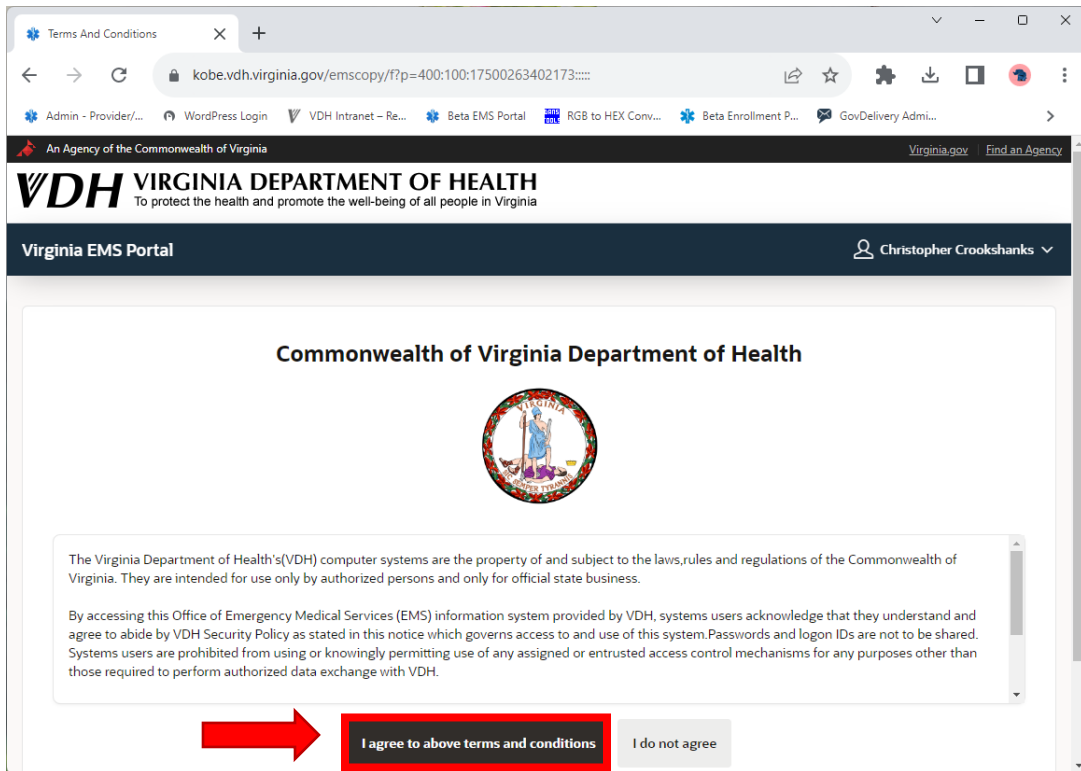 Terms And Conditions
kobe.vdh.virginia.gov/emscopy/f?p=400:100:17500263402173:::::
Admin - Provider/... WordPress Login VDH Intranet – Re... Beta EMS Portal RGB to HEX Conv... Beta Enrollment P... GovDelivery Admi...
An Agency of the Commonwealth of Virginia Virginia.gov Find an Agency
VDH VIRGINIA DEPARTMENT OF HEALTH
To protect the health and promote the well-being of all people in Virginia
Virginia EMS Portal Christopher Crookshanks
Commonwealth of Virginia Department of Health
VIRGINIA
SIC SEMPER TYRANNIS
The Virginia Department of Health's(VDH) computer systems are the property of and subject to the laws,rules and regulations of the Commonwealth of
Virginia. They are intended for use only by authorized persons and only for official state business.
By accessing this Office of Emergency Medical Services (EMS) information system provided by VDH, systems users acknowledge that they understand and
agree to abide by VDH Security Policy as stated in this notice which governs access to and use of this system.Passwords and logon IDs are not to be shared.
Systems users are prohibited from using or knowingly permitting use of any assigned or entrusted access control mechanisms for any purposes other than
those required to perform authorized data exchange with VDH.
I agree to above terms and conditions I do not agree